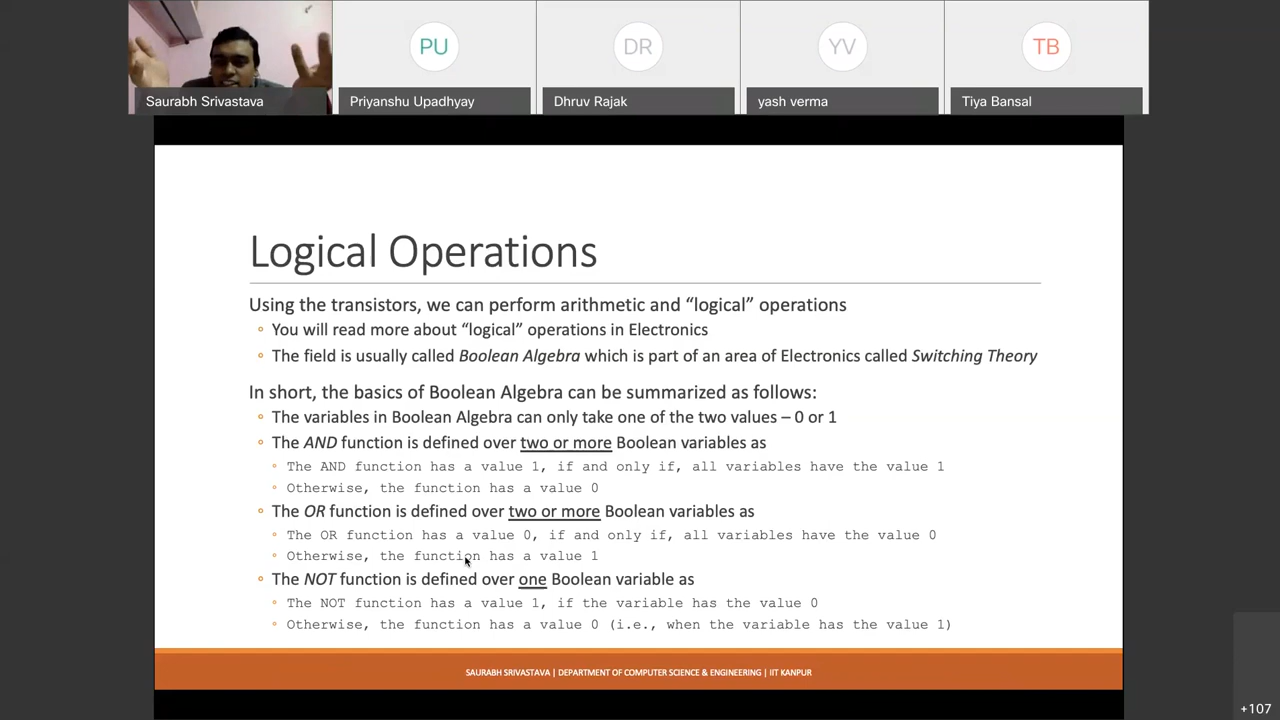 PU
DR
YV
TB
Saurabh Srivastava
Priyanshu Upadhyay
Dhruv Rajak
yash verma
Tiya Bansal
Logical Operations
Using the transistors, we can perform arithmetic and “logical” operations
◦ You will read more about “logical” operations in Electronics
◦ The field is usually called Boolean Algebra which is part of an area of Electronics called Switching Theory
In short, the basics of Boolean Algebra can be summarized as follows:
◦ The variables in Boolean Algebra can only take one of the two values – 0 or 1
◦ The AND function is defined over two or more Boolean variables as
◦ The AND function has a value 1, if and only if, all variables have the value 1
◦ Otherwise, the function has a value 0
◦ The OR function is defined over two or more Boolean variables as
◦ The OR function has a value 0, if and only if, all variables have the value 0
◦ Otherwise, the function has a value 1
◦ The NOT function is defined over one Boolean variable as
◦ The NOT function has a value 1, if the variable has the value 0
◦ Otherwise, the function has a value 0 (i.e., when the variable has the value 1)
SAURABH SRIVASTAVA | DEPARTMENT OF COMPUTER SCIENCE & ENGINEERING | IIT KANPUR
+107